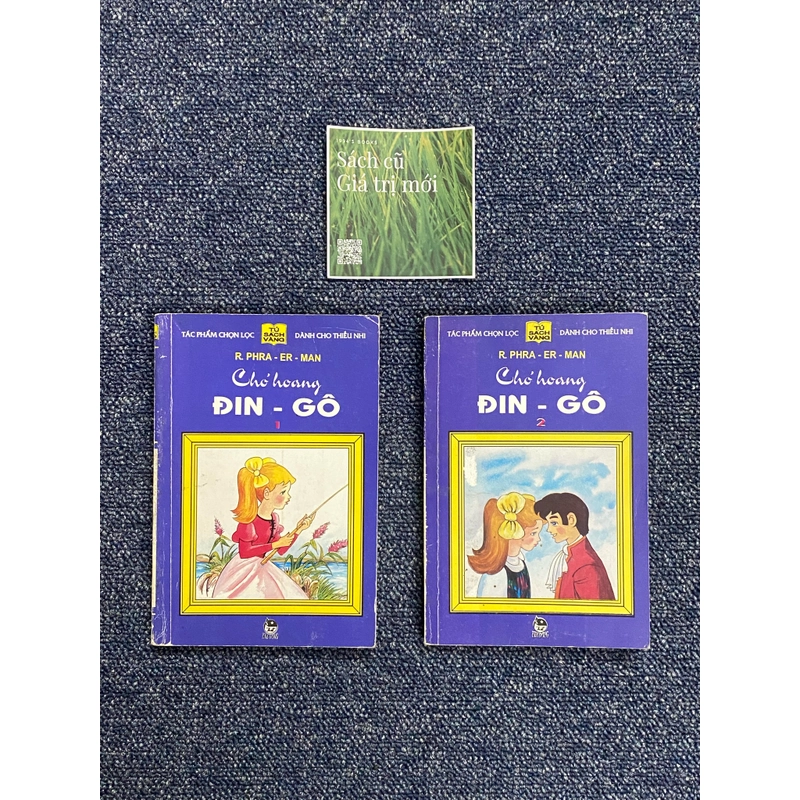 Sách cũ
Giá trị mới
TÁC PHẨM CHỌN LỌC
TỦ
SÁCH
VÀNG
DÀNH CHO THIẾU NHI
R. PHRA - ER - MAN
Chó hoang
ĐIN - GÔ
1
TÁC PHẨM CHỌN LỌC
TỦ
SÁCH
VÀNG
DÀNH CHO THIẾU NHI
R. PHRA - ER - MAN
Chó hoang
ĐIN - GÔ
2